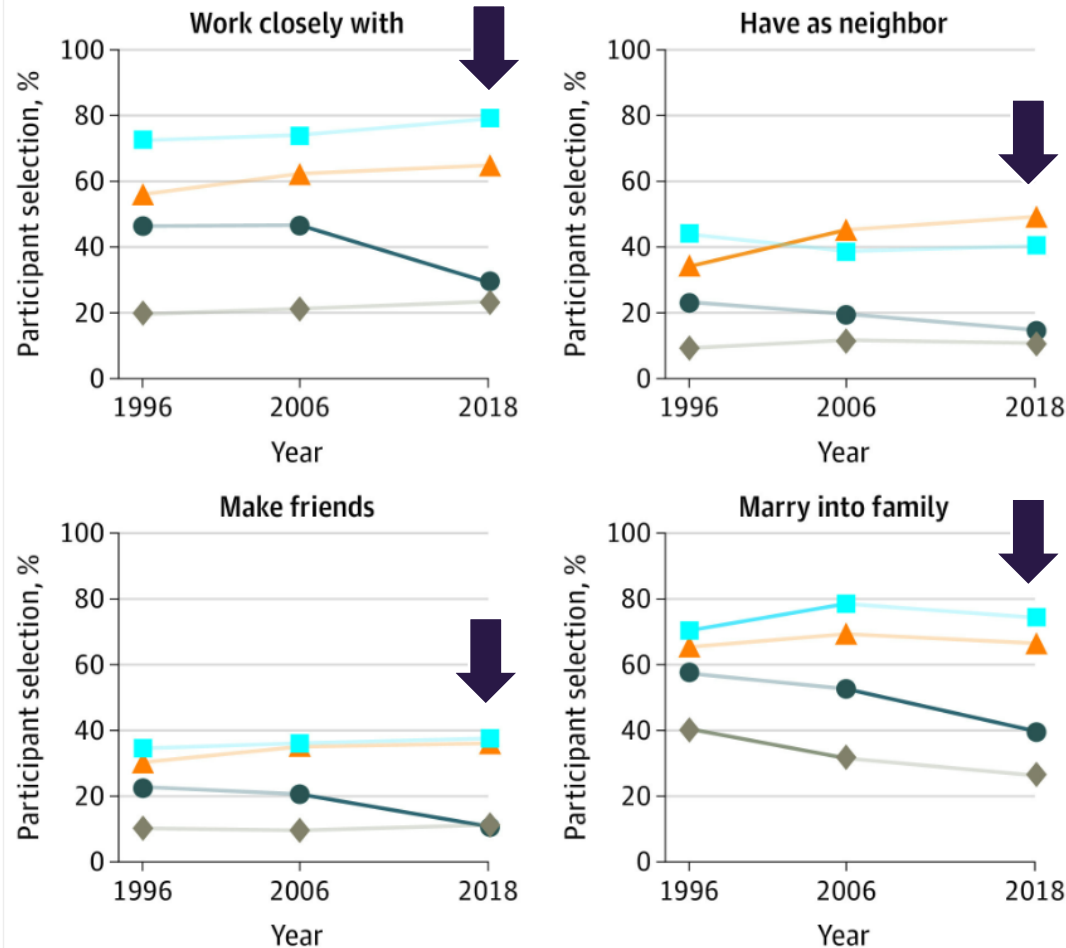 Work closely with
Participant selection, %
100
80
60
40
20
0
1996 2006 2018
Year
Have as neighbor
Participant selection, %
100
80
60
40
20
0
1996 2006 2018
Year
Make friends
Participant selection, %
100
80
60
40
20
0
1996 2006 2018
Year
Marry into family
Participant selection, %
100
80
60
40
20
0
1996 2006 2018
Year